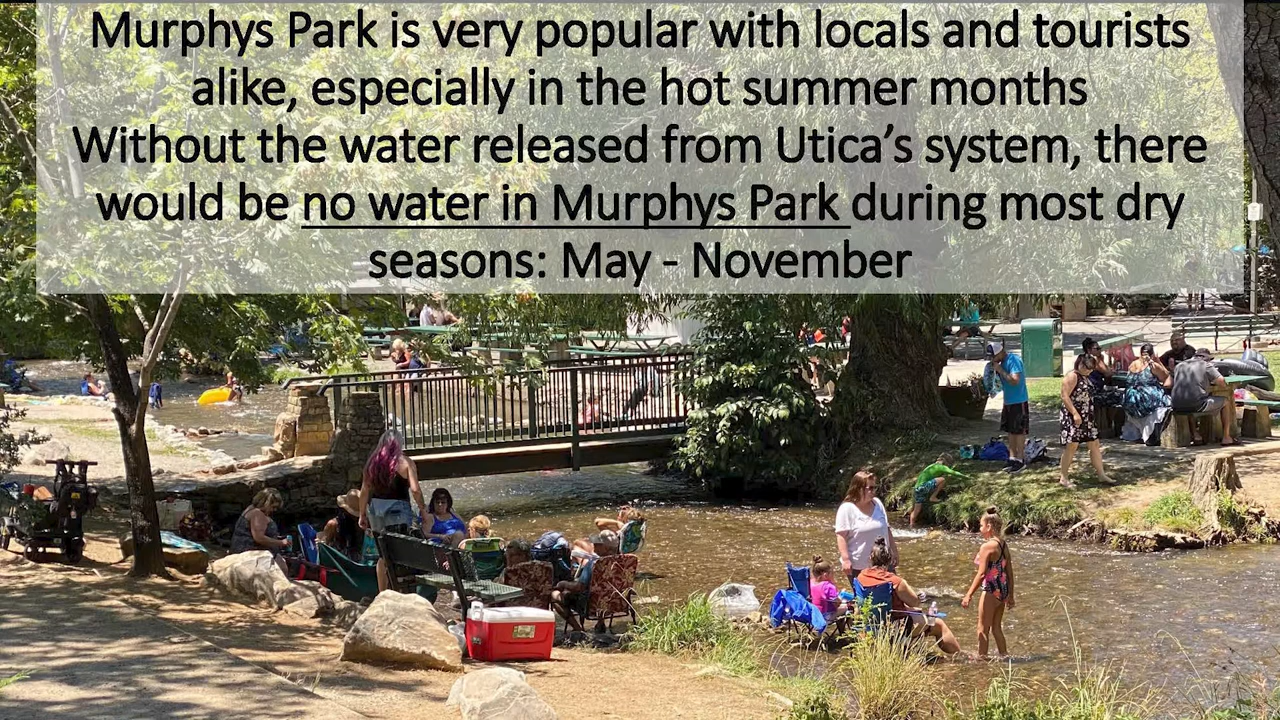 Murphys Park is very popular with locals and tourists
alike, especially in the hot summer months
Without the water released from Utica’s system, there
would be no water in Murphys Park during most dry
seasons: May - November